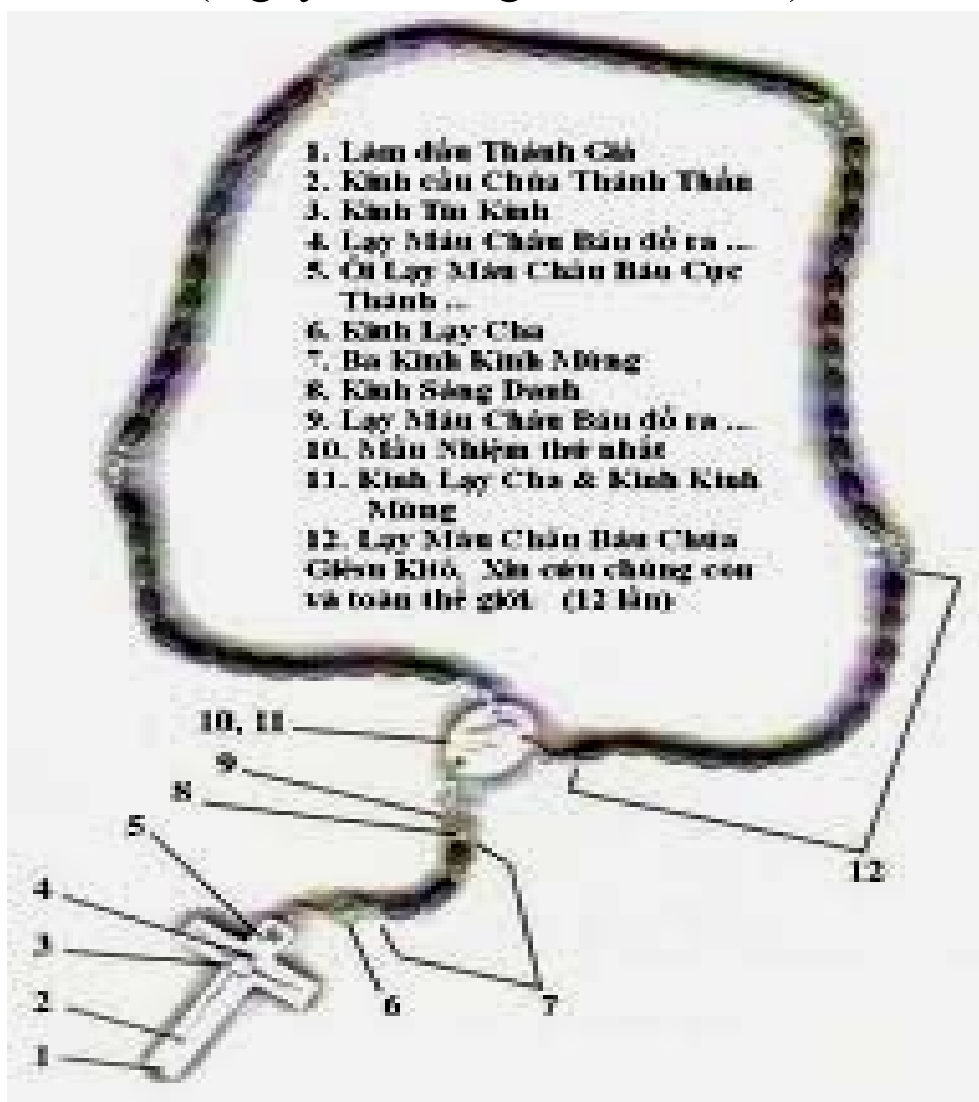 1. Làm dấu Thánh Giá
2. Kinh cầu Chúa Thánh Thần
3. Kinh Tin Kính
4. Lạy Máu Châu Báu đổ ra ...
5. Ôi Lạy Máu Châu Báu Cực
Thánh ...
6. Kinh Lạy Cha
7. Ba Kinh Kính Mừng
8. Kinh Sáng Danh
9. Lạy Máu Châu Báu đổ ra ...
10. Mầu Nhiệm thứ nhất
11. Kinh Lạy Cha & Kinh Kính
Mừng
12. Lạy Máu Châu Báu Chúa
Giêsu Kitô, Xin cứu chúng con
và toàn thế giới. (12 lần)
10, 11
9
8
5
12
4
3
6
7
2
1